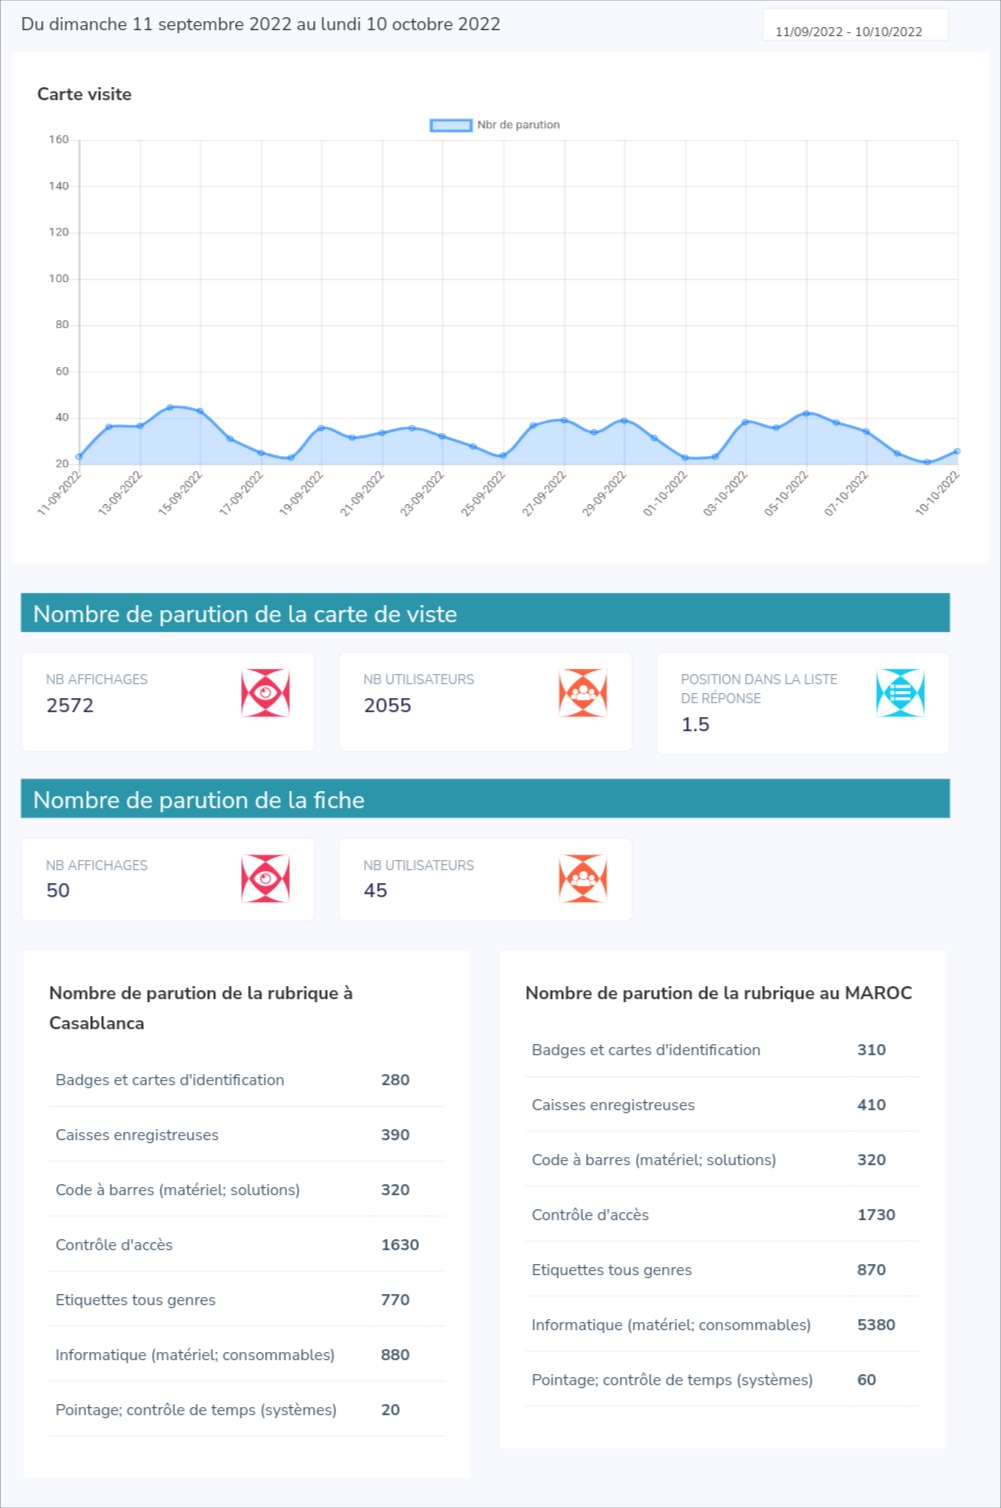 Du dimanche 11 septembre 2022 au lundi 10 octobre 2022
11/09/2022 - 10/10/2022
Carte visite
Nbr de parution
160
140
120
100
80
60
40
20
11-09-2022
13-09-2022
15-09-2022
17-09-2022
19-09-2022
21-09-2022
23-09-2022
25-09-2022
27-09-2022
29-09-2022
01-10-2022
03-10-2022
05-10-2022
07-10-2022
10-10-2022
Nombre de parution de la carte de viste
NB AFFICHAGES
2572
NB UTILISATEURS
2055
POSITION DANS LA LISTE
DE RÉPONSE
1.5
Nombre de parution de la fiche
NB AFFICHAGES
50
NB UTILISATEURS
45
Nombre de parution de la rubrique à
Casablanca
Badges et cartes d'identification 280
Caisses enregistreuses 390
Code à barres (matériel; solutions) 320
Contrôle d'accès 1630
Etiquettes tous genres 770
Informatique (matériel; consommables) 880
Pointage; contrôle de temps (systèmes) 20
Nombre de parution de la rubrique au MAROC
Badges et cartes d'identification 310
Caisses enregistreuses 410
Code à barres (matériel; solutions) 320
Contrôle d'accès 1730
Etiquettes tous genres 870
Informatique (matériel; consommables) 5380
Pointage; contrôle de temps (systèmes) 60